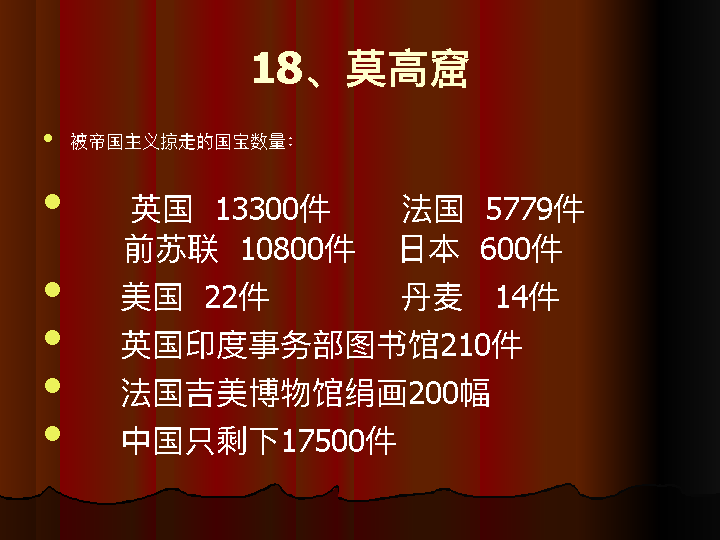 18、莫高窟
被帝国主义掠走的国宝数量：
英国 13300件 法国 5779件
前苏联 10800件 日本 600件
美国 22件 丹麦 14件
英国印度事务部图书馆210件
法国吉美博物馆绢画200幅
中国只剩下17500件